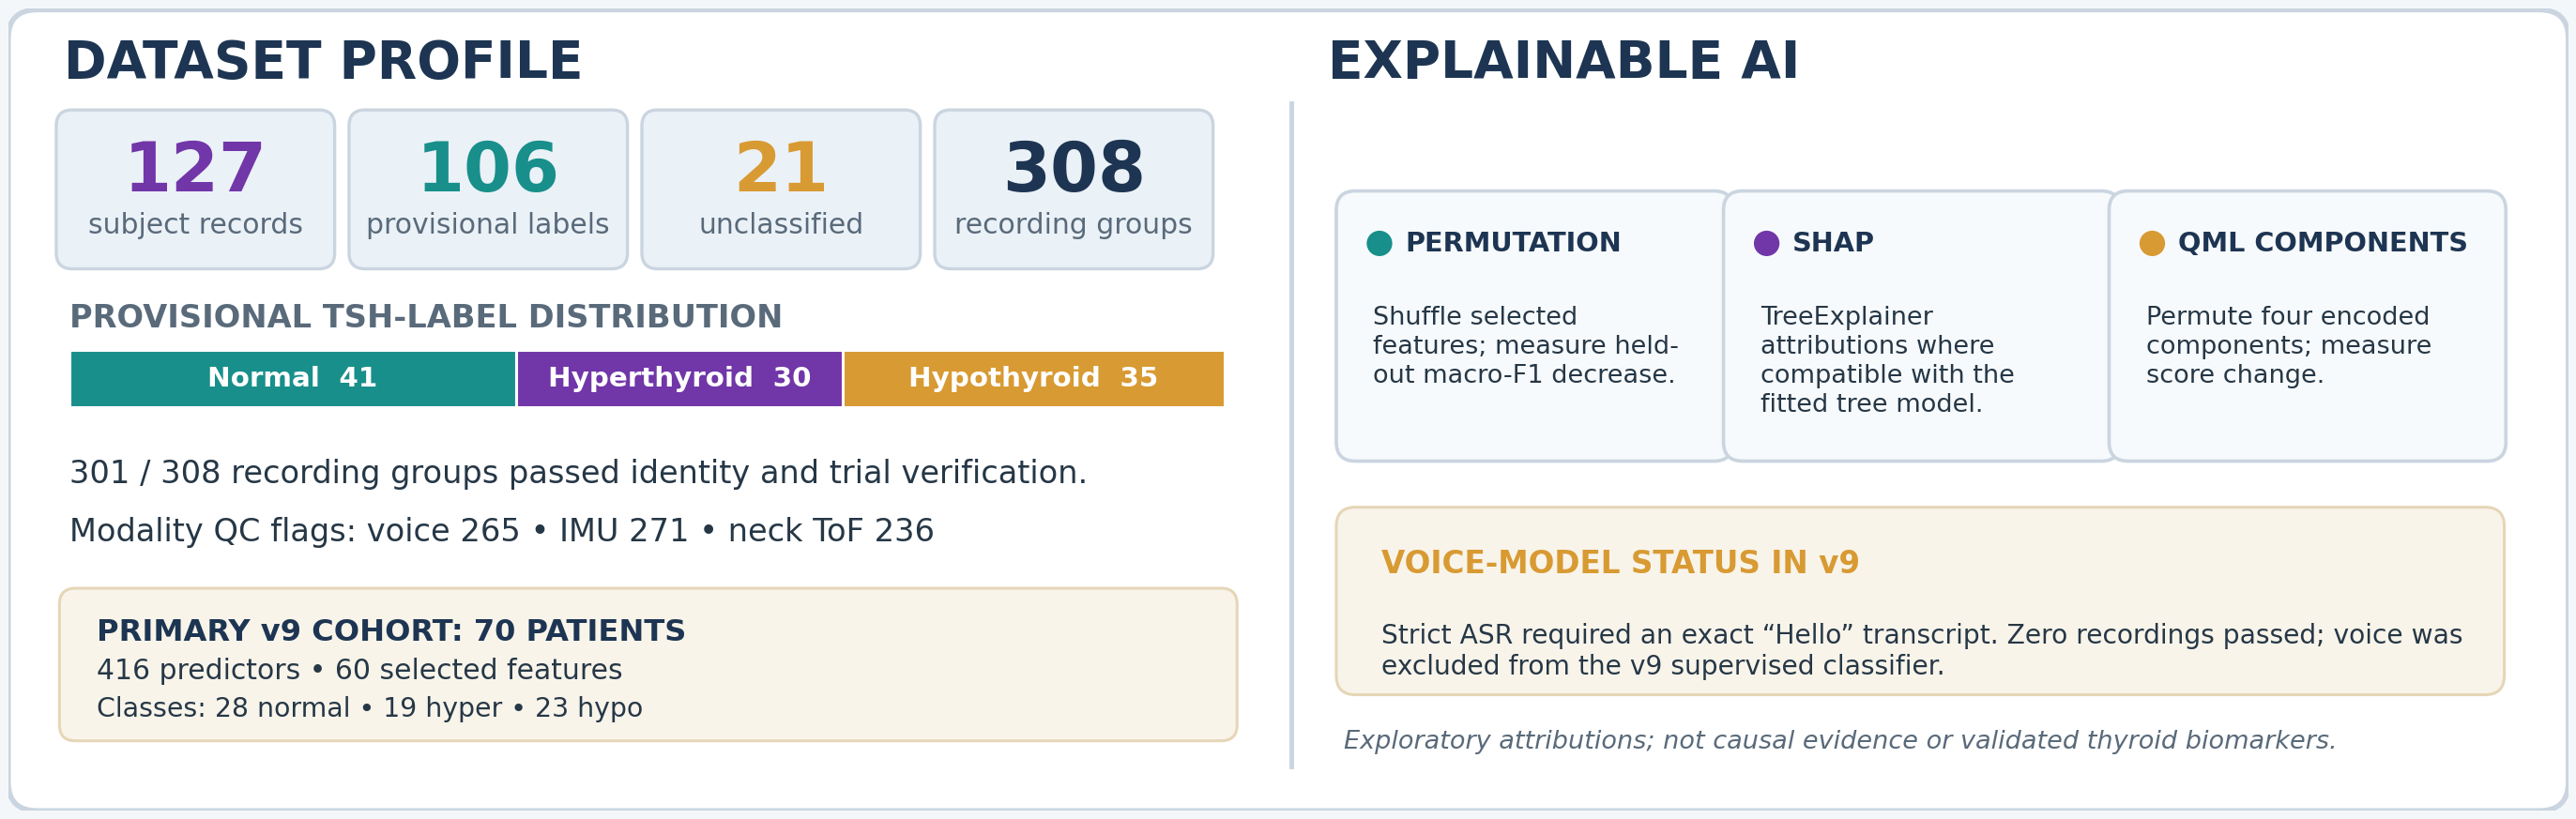 DATASET PROFILE
127
subject records
106
provisional labels
21
unclassified
308
recording groups
PROVISIONAL TSH-LABEL DISTRIBUTION
Normal 41
Hyperthyroid 30
Hypothyroid 35
301 / 308 recording groups passed identity and trial verification.
Modality QC flags: voice 265 • IMU 271 • neck ToF 236
PRIMARY v9 COHORT: 70 PATIENTS
416 predictors • 60 selected features
Classes: 28 normal • 19 hyper • 23 hypo
EXPLAINABLE AI
PERMUTATION
Shuffle selected
features; measure held-
out macro-F1 decrease.
SHAP
TreeExplainer
attributions where
compatible with the
fitted tree model.
QML COMPONENTS
Permute four encoded
components; measure
score change.
VOICE-MODEL STATUS IN v9
Strict ASR required an exact “Hello” transcript. Zero recordings passed; voice was
excluded from the v9 supervised classifier.
Exploratory attributions; not causal evidence or validated thyroid biomarkers.